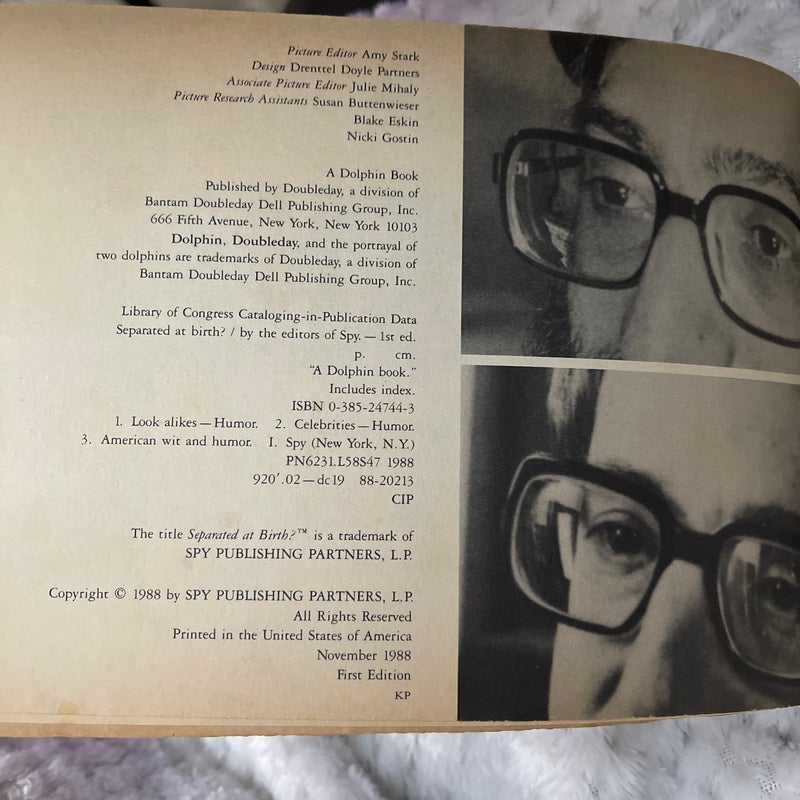 Picture Editor Amy Stark
Design Drenttel Doyle Partners
Associate Picture Editor Julie Mihaly
Picture Research Assistants Susan Buttenwieser
Blake Eskin
Nicki Gostin
A Dolphin Book
Published by Doubleday, a division of
Bantam Doubleday Dell Publishing Group, Inc.
666 Fifth Avenue, New York, New York 10103
Dolphin, Doubleday, and the portrayal of
two dolphins are trademarks of Doubleday, a division of
Bantam Doubleday Dell Publishing Group, Inc.
Library of Congress Cataloging-in-Publication Data
Separated at birth? / by the editors of Spy. — 1st ed.
p. cm.
"A Dolphin book."
Includes index.
ISBN 0-385-24744-3
1. Look alikes — Humor. 2. Celebrities — Humor.
3. American wit and humor. I. Spy (New York, N.Y.)
PN6231.L58S47 1988
920′.02 — dc19 88-20213
CIP
The title Separated at Birth?™ is a trademark of
SPY PUBLISHING PARTNERS, L.P.
Copyright © 1988 by SPY PUBLISHING PARTNERS, L.P.
All Rights Reserved
Printed in the United States of America
November 1988
First Edition
KP